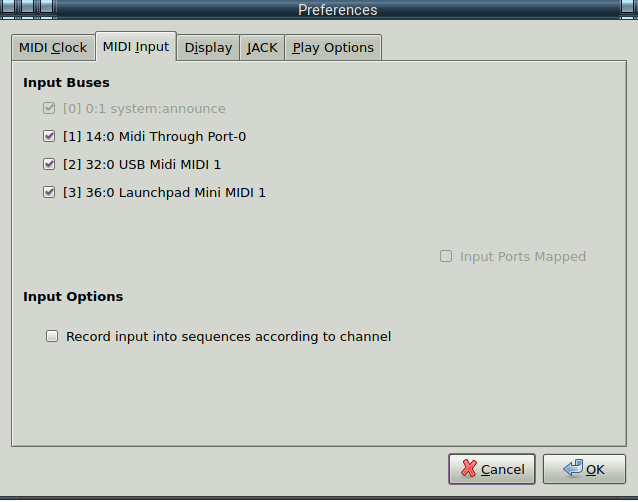 Preferences
MIDI Clock MIDI Input Display JACK Play Options
Input Buses
[0] 0:1 system:announce
[1] 14:0 Midi Through Port-0
[2] 32:0 USB Midi MIDI 1
[3] 36:0 Launchpad Mini MIDI 1
Input Ports Mapped
Input Options
Record input into sequences according to channel
Cancel OK